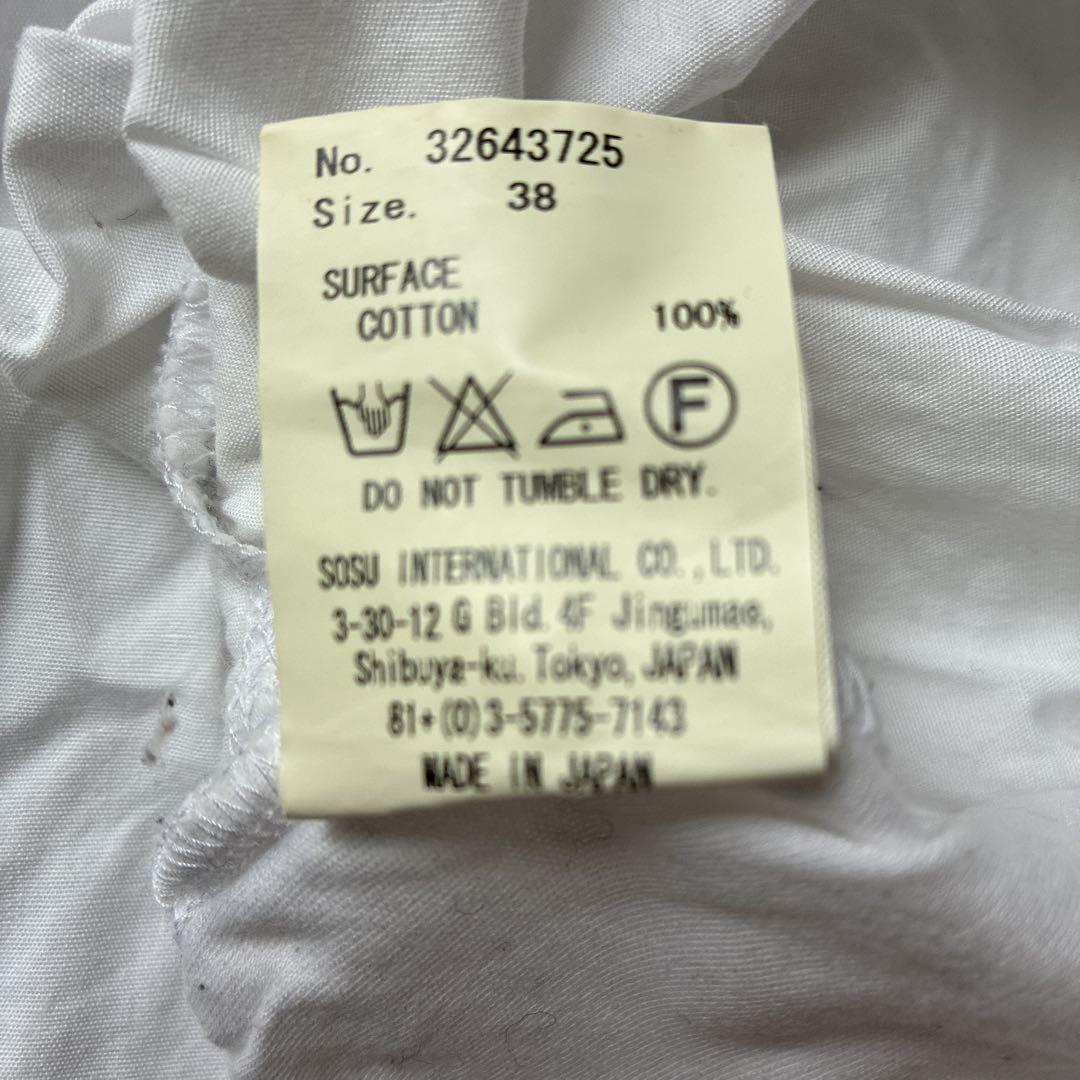 No. 32643725
Size. 38
SURFACE
COTTON 100%
F
DO NOT TUMBLE DRY.
SOSU INTERNATIONAL CO.,LTD.
3-30-12 G Bld. 4F Jingumae,
Shibuya-ku. Tokyo, JAPAN
81+(0)3-5775-7143
MADE IN JAPAN